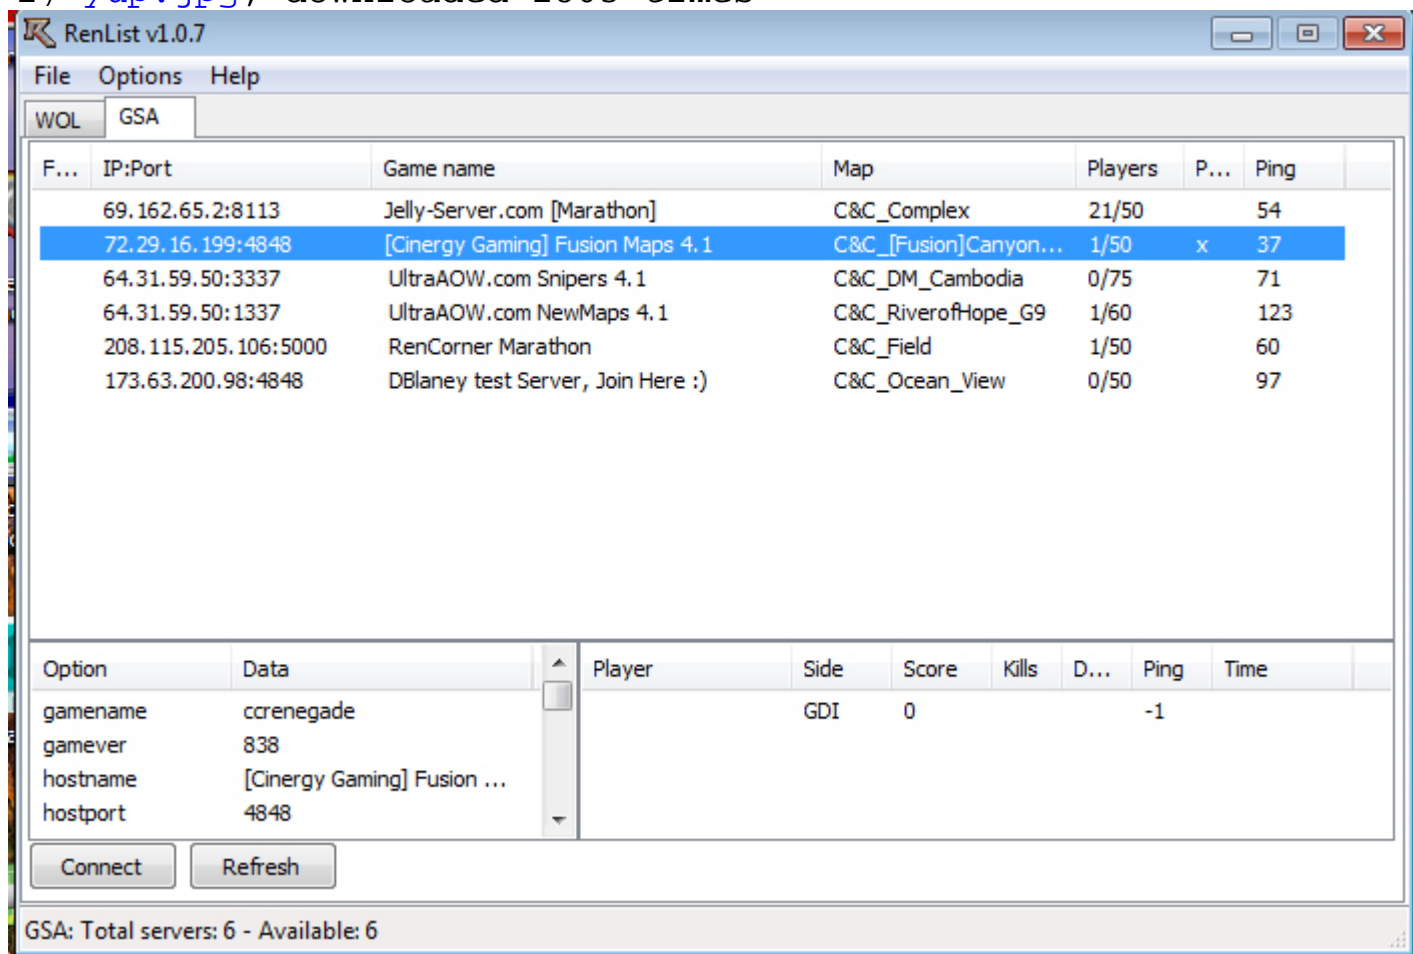 RenList v1.0.7
File Options Help
WOL GSA
F... IP:Port Game name Map Players P... Ping
69.162.65.2:8113 Jelly-Server.com [Marathon] C&C_Complex 21/50 54
72.29.16.199:4848 [Cinergy Gaming] Fusion Maps 4.1 C&C_[Fusion]Canyon... 1/50 x 37
64.31.59.50:3337 UltraAOW.com Snipers 4.1 C&C_DM_Cambodia 0/75 71
64.31.59.50:1337 UltraAOW.com NewMaps 4.1 C&C_RiverofHope_G9 1/60 123
208.115.205.106:5000 RenCorner Marathon C&C_Field 1/50 60
173.63.200.98:4848 DBlaney test Server, Join Here :) C&C_Ocean_View 0/50 97
Option Data Player Side Score Kills D... Ping Time
gamename ccrenegade GDI 0 -1
gamever 838
hostname [Cinergy Gaming] Fusion ...
hostport 4848
Connect Refresh
GSA: Total servers: 6 - Available: 6